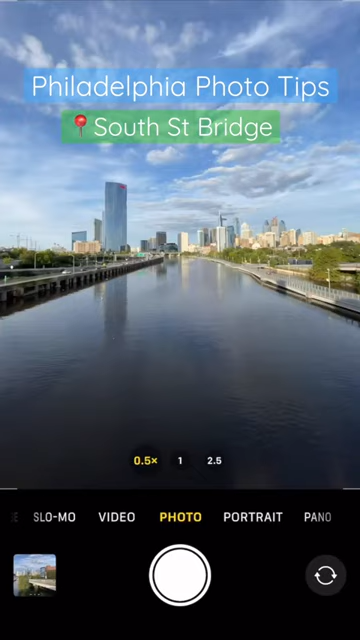 Philadelphia Photo Tips
📍South St Bridge
0.5× 1 2.5
SLO-MO VIDEO PHOTO PORTRAIT PANO